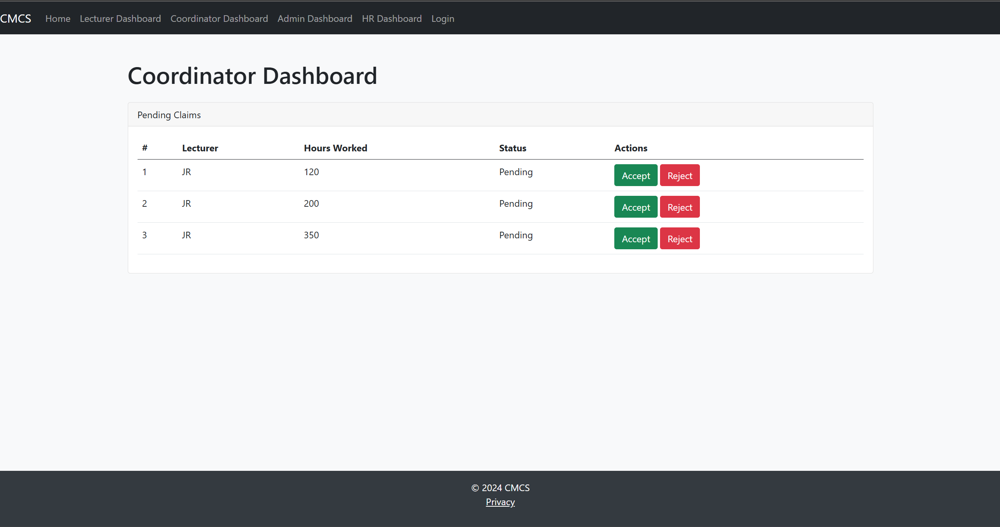 CMCS Home Lecturer Dashboard Coordinator Dashboard Admin Dashboard HR Dashboard Login
Coordinator Dashboard
Pending Claims
# Lecturer Hours Worked Status Actions
1 JR 120 Pending Accept Reject
2 JR 200 Pending Accept Reject
3 JR 350 Pending Accept Reject
© 2024 CMCS
Privacy